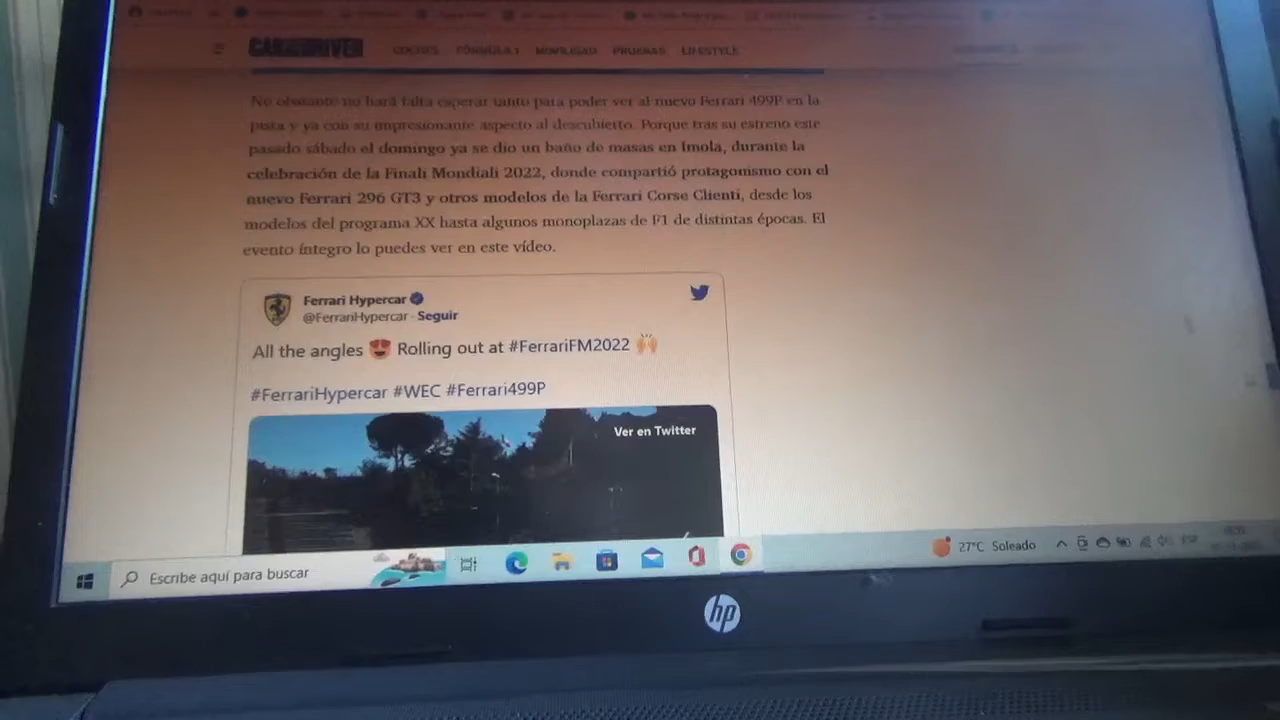 CAR AND DRIVER COCHES FÓRMULA 1 MOVILIDAD PRUEBAS LIFESTYLE
No obstante no hará falta esperar tanto para poder ver al nuevo Ferrari 499P en la
pista y ya con su impresionante aspecto al descubierto. Porque tras su estreno este
pasado sábado el domingo ya se dio un baño de masas en Imola, durante la
celebración de la Finali Mondiali 2022, donde compartió protagonismo con el
nuevo Ferrari 296 GT3 y otros modelos de la Ferrari Corse Clienti, desde los
modelos del programa XX hasta algunos monoplazas de F1 de distintas épocas. El
evento íntegro lo puedes ver en este vídeo.
Ferrari Hypercar
@FerrariHypercar · Seguir
All the angles 😍 Rolling out at #FerrariFM2022 🙌
#FerrariHypercar #WEC #Ferrari499P
Ver en Twitter
Escribe aquí para buscar
27°C Soleado
ESP
hp